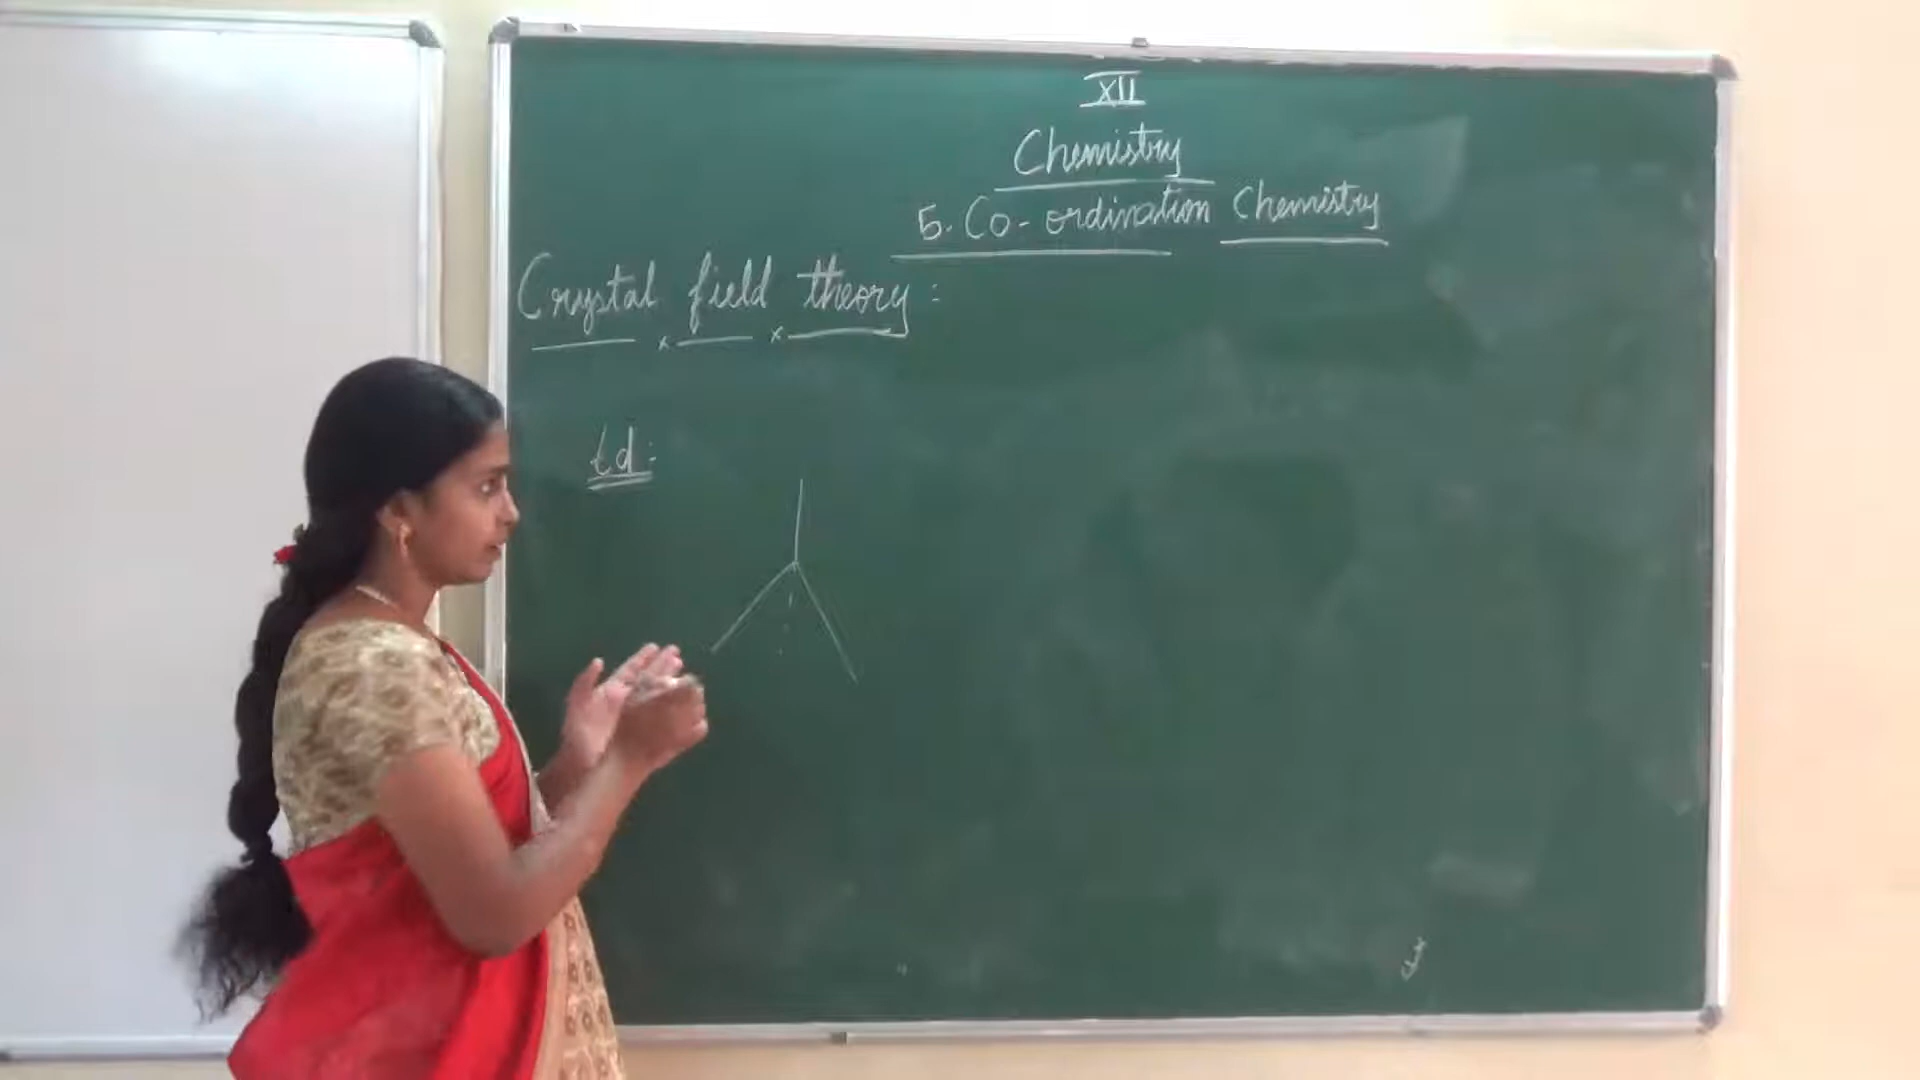 XII
Chemistry
5. Co-ordination Chemistry
Crystal field theory:
td: